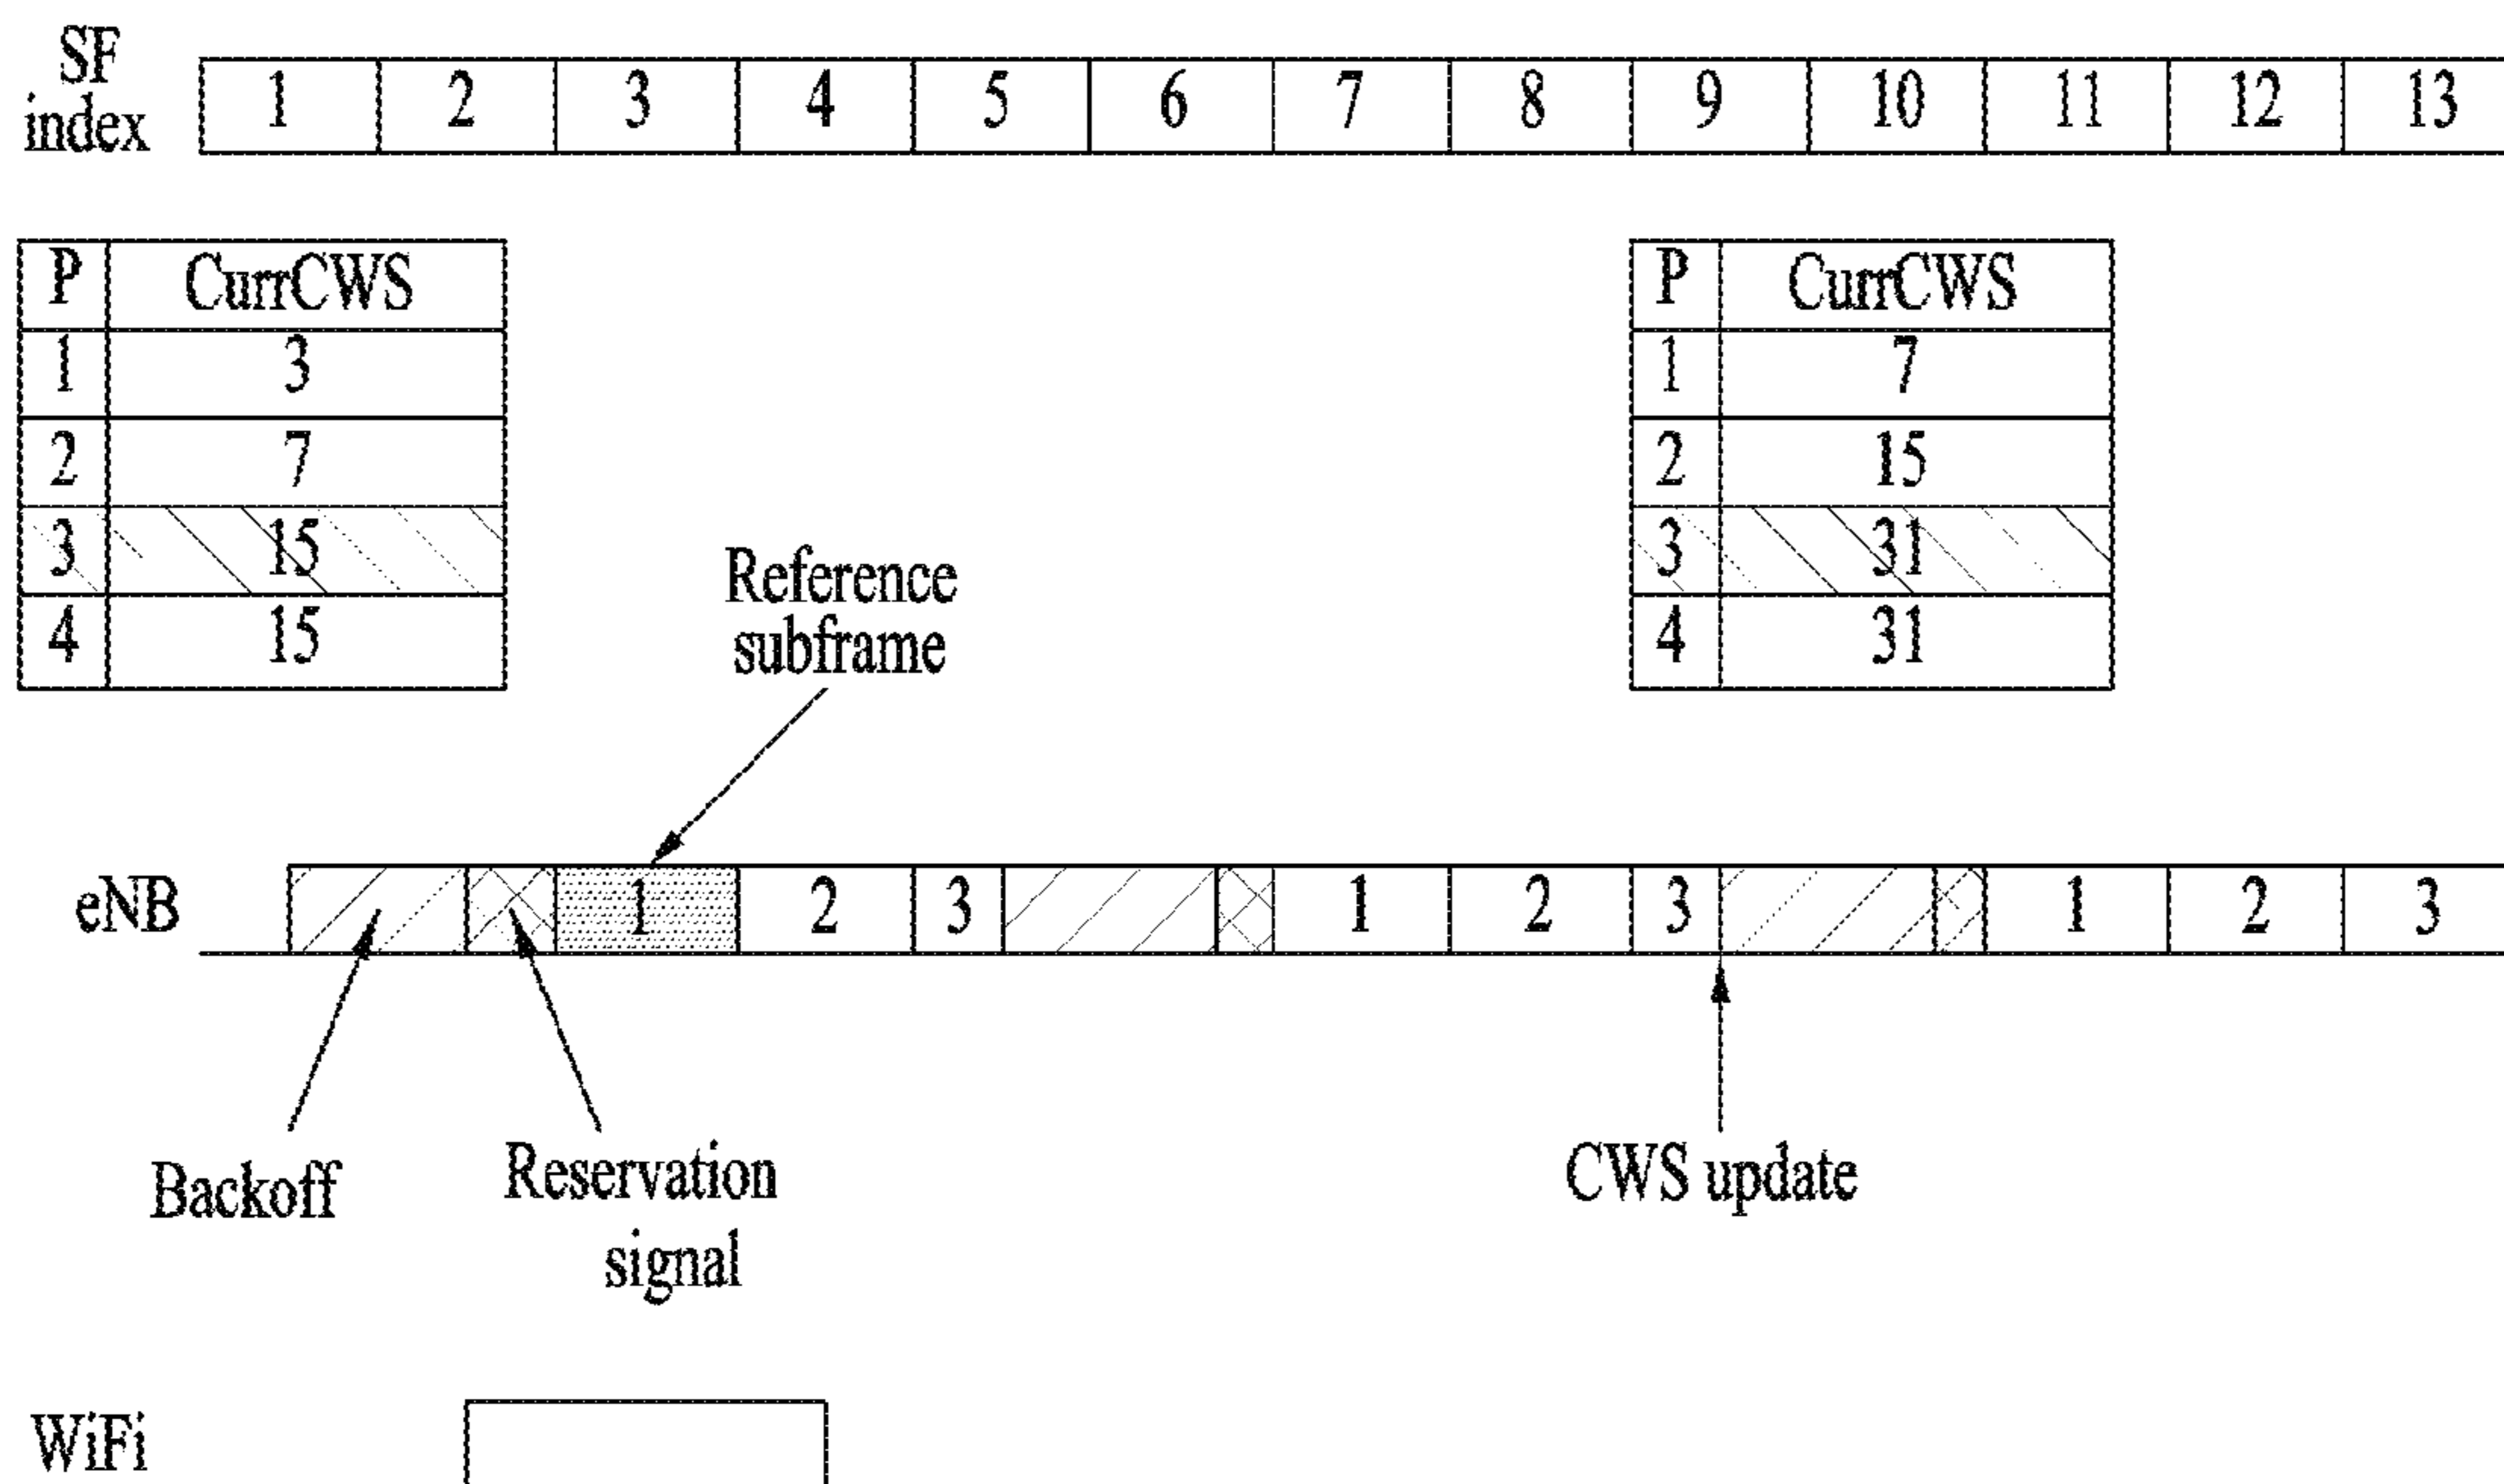 SF
index 1 2 3 4 5 6 7 8 9 10 11 12 13
P CurrCWS
1 3
2 7
3 15
4 15
P CurrCWS
1 7
2 15
3 31
4 31
Reference
subframe
eNB 1 2 3 1 2 3 1 2 3
Backoff
Reservation
signal
CWS update
WiFi